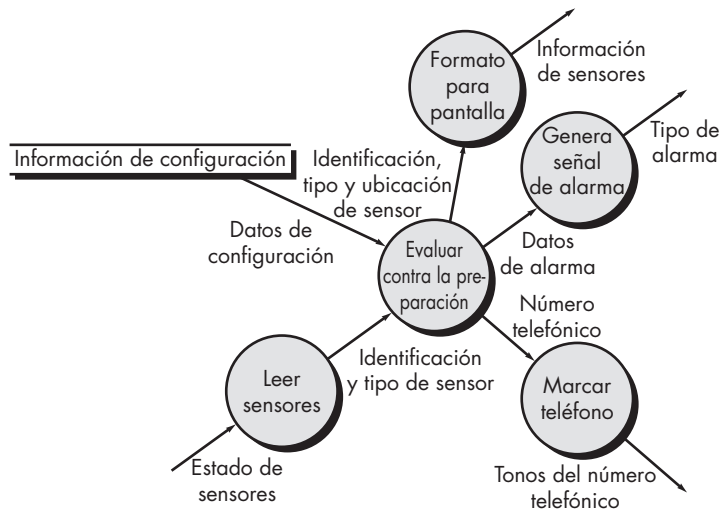 Formato
para
pantalla
Información
de sensores
Genera
señal
de alarma
Tipo de
alarma
Información de configuración
Identificación,
tipo y ubicación
de sensor
Datos de
configuración
Evaluar
contra la pre-
paración
Datos
de alarma
Número
telefónico
Identificación
y tipo de sensor
Leer
sensores
Marcar
teléfono
Estado de
sensores
Tonos del número
telefónico